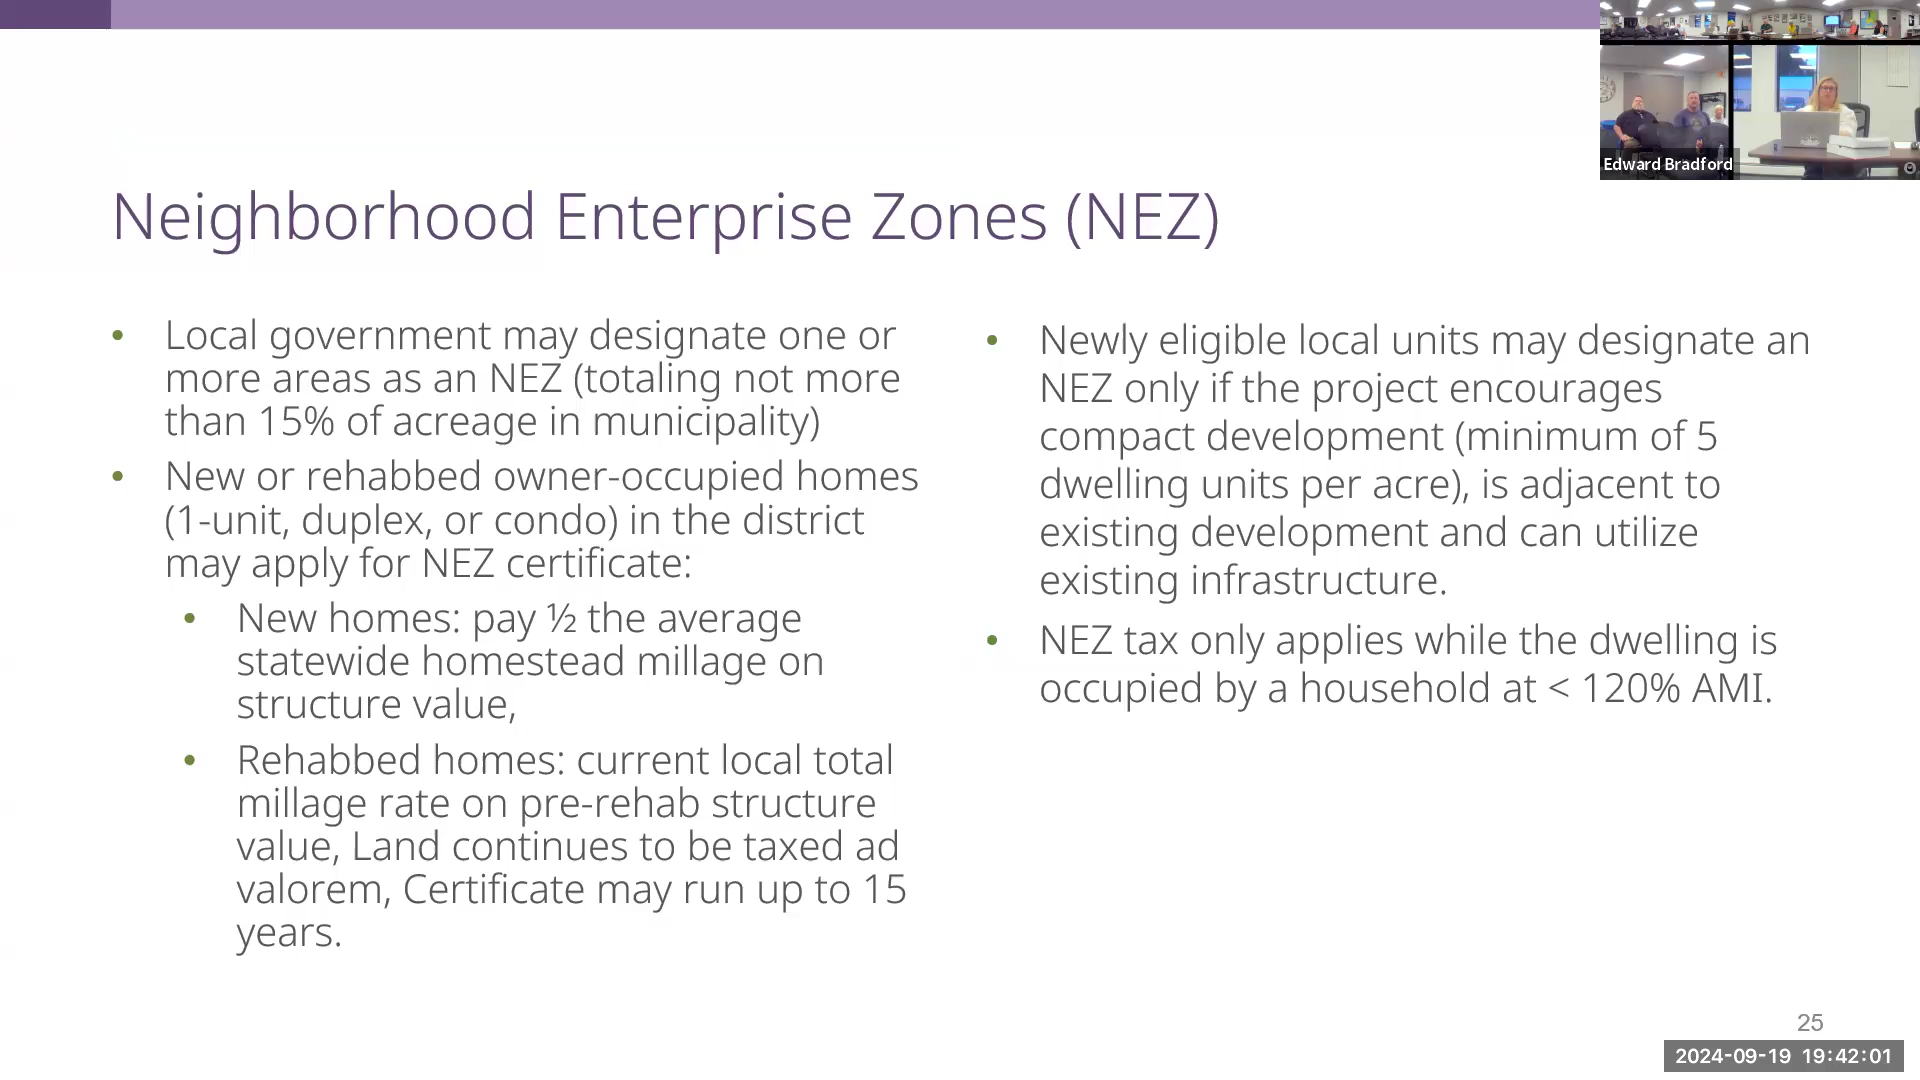 Edward Bradford
Neighborhood Enterprise Zones (NEZ)
• Local government may designate one or
more areas as an NEZ (totaling not more
than 15% of acreage in municipality)
• New or rehabbed owner-occupied homes
(1-unit, duplex, or condo) in the district
may apply for NEZ certificate:
• New homes: pay ½ the average
statewide homestead millage on
structure value,
• Rehabbed homes: current local total
millage rate on pre-rehab structure
value, Land continues to be taxed ad
valorem, Certificate may run up to 15
years.
• Newly eligible local units may designate an
NEZ only if the project encourages
compact development (minimum of 5
dwelling units per acre), is adjacent to
existing development and can utilize
existing infrastructure.
• NEZ tax only applies while the dwelling is
occupied by a household at < 120% AMI.
25
2024-09-19 19:42:01